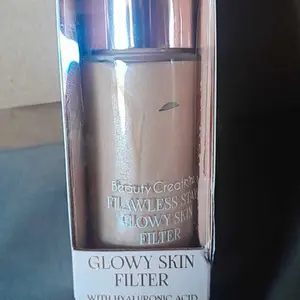 Beauty Creations
FLAWLESS STAY
GLOWY SKIN
FILTER
GLOWY SKIN
FILTER
WITH HYALURONIC ACID